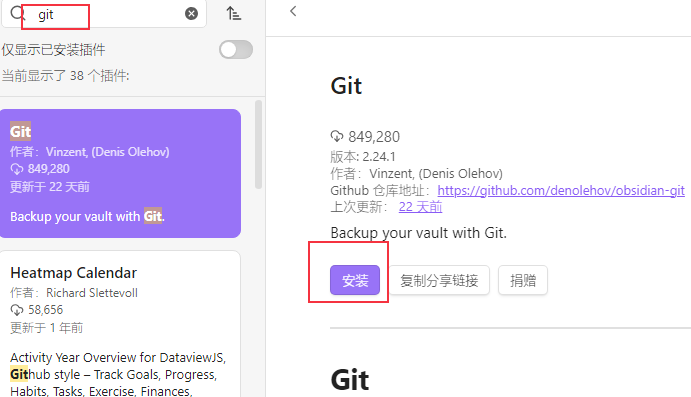 git
仅显示已安装插件
当前显示了 38 个插件:
Git
作者：Vinzent, (Denis Olehov)
849,280
更新于 22 天前
Backup your vault with Git.
Heatmap Calendar
作者：Richard Slettevoll
58,656
更新于 1 年前
Activity Year Overview for DataviewJS,
Github style – Track Goals, Progress,
Habits, Tasks, Exercise, Finances,
Git
849,280
版本: 2.24.1
作者：Vinzent, (Denis Olehov)
Github 仓库地址：https://github.com/denolehov/obsidian-git
上次更新： 22 天前
Backup your vault with Git.
安装 复制分享链接 捐赠
Git